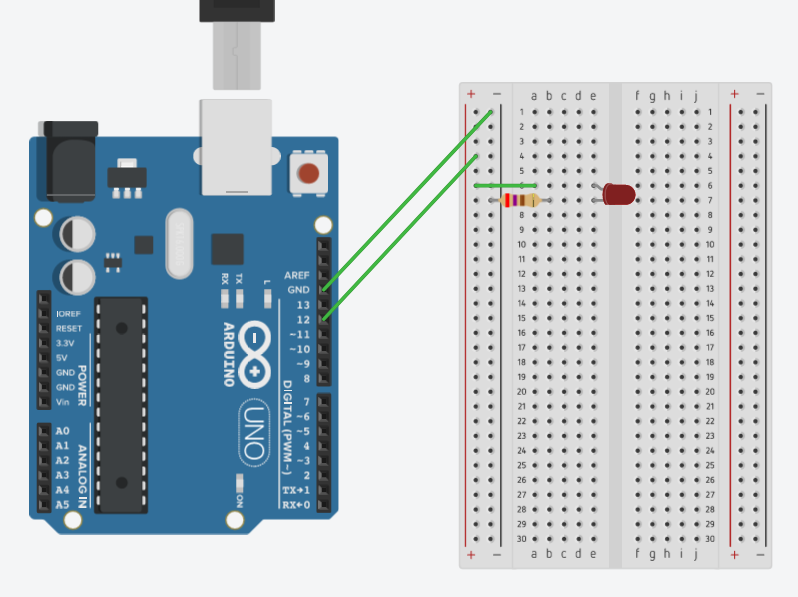 AREF
GND
13
12
~11
~10
~9
8
7
~6
~5
4
~3
2
TX→1
RX←0
DIGITAL (PWM~)
RX
TX
L
ARDUINO
UNO
ON
IOREF
RESET
3.3V
5V
GND
GND
Vin
POWER
A0
A1
A2
A3
A4
A5
ANALOG IN
+ − a b c d e f g h i j + −
1 1
2 2
3 3
4 4
5 5
6 6
7
8 8
9 9
10 10
11 11
12 12
13 13
14 14
15 15
16 16
17 17
18 18
19 19
20 20
21 21
22 22
23 23
24 24
25 25
26 26
27 27
28 28
29 29
30 30
+ − a b c d e f g h i j + −